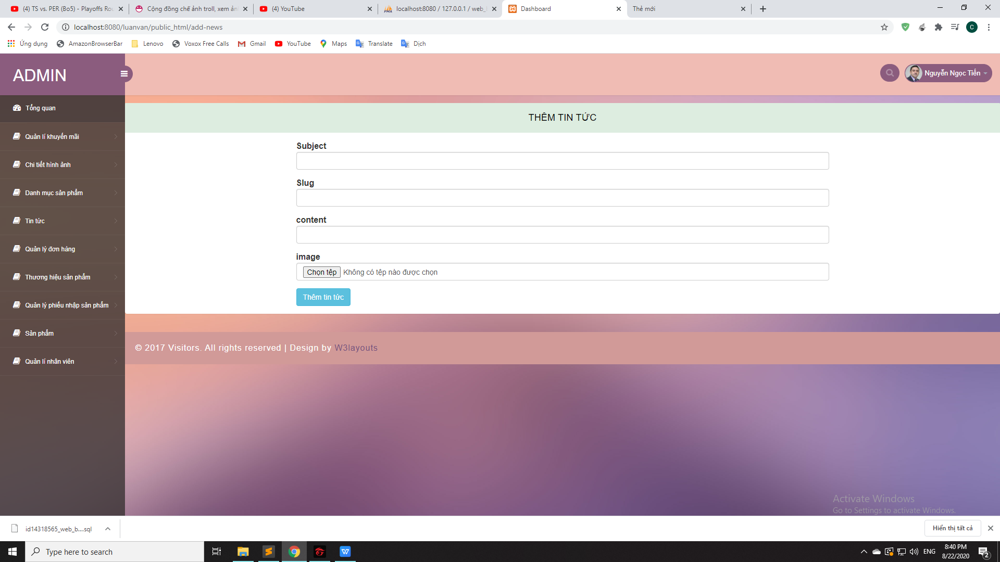 (4) TS vs. PER (Bo5) - Playoffs Rou
Cộng đồng chế ảnh troll, xem ản
(4) YouTube
localhost:8080 / 127.0.0.1 / web_
Dashboard
Thẻ mới
localhost:8080/luanvan/public_html/add-news
C
Ứng dụng
AmazonBrowserBar
Lenovo
Voxox Free Calls
Gmail
YouTube
Maps
Translate
Dịch
ADMIN
Nguyễn Ngọc Tiến
Tổng quan
Quản lí khuyến mãi
Chi tiết hình ảnh
Danh mục sản phẩm
Tin tức
Quản lý đơn hàng
Thương hiệu sản phẩm
Quản lý phiếu nhập sản phẩm
Sản phẩm
Quản lí nhân viên
THÊM TIN TỨC
Subject
Slug
content
image
Chọn tệp Không có tệp nào được chọn
Thêm tin tức
© 2017 Visitors. All rights reserved | Design by W3layouts
Activate Windows
Go to Settings to activate Windows.
id14318565_web_b....sql
Hiển thị tất cả
Type here to search
ENG
8:40 PM
8/22/2020
2